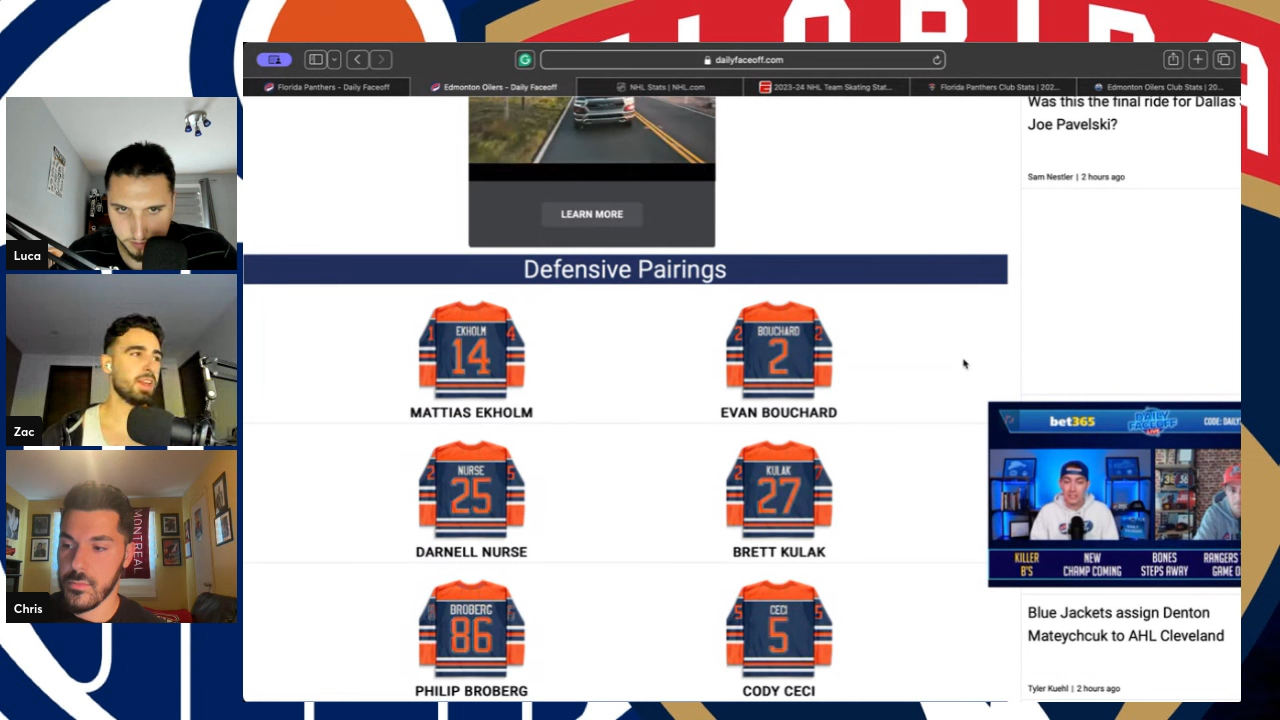 FLORIDA
dailyfaceoff.com
Florida Panthers - Daily Faceoff
Edmonton Oilers - Daily Faceoff
NHL Stats | NHL.com
2023-24 NHL Team Skating Stat...
Florida Panthers Club Stats | 202...
Edmonton Oilers Club Stats | 20...
Was this the final ride for Dallas
Joe Pavelski?
Sam Nestler | 2 hours ago
LEARN MORE
Defensive Pairings
EKHOLM
14
MATTIAS EKHOLM
BOUCHARD
2
EVAN BOUCHARD
NURSE
25
DARNELL NURSE
KULAK
27
BRETT KULAK
BROBERG
86
PHILIP BROBERG
CECI
5
CODY CECI
bet365
DAILY
FACEOFF
LIVE
CODE: DAILY
KILLER
B'S
NEW
CHAMP COMING
BONES
STEPS AWAY
RANGERS
GAME
Blue Jackets assign Denton
Mateychcuk to AHL Cleveland
Tyler Kuehl | 2 hours ago
Luca
Zac
MONTREAL
Chris